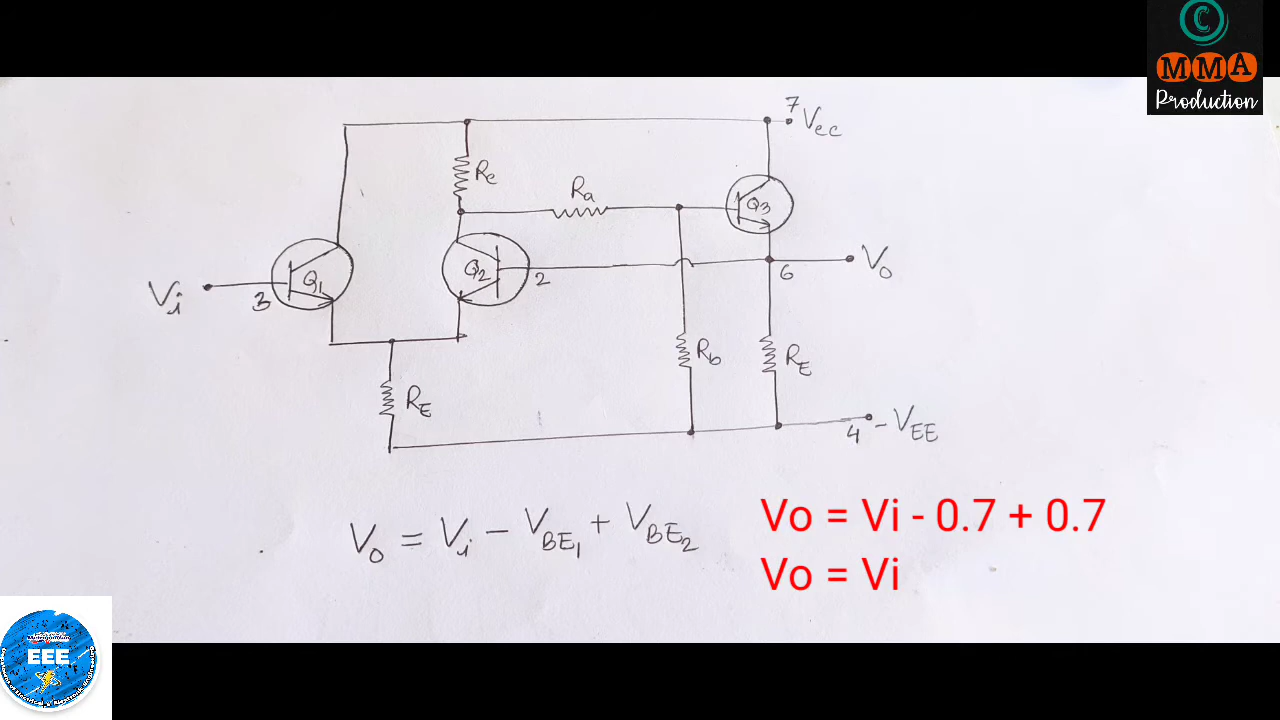 C
MMA
Production
7
Vcc
Rc
Ra
Q3
Q1
Q2
2
6
Vo
Vi
3
Rb
RE
RE
4 -VEE
Vo = Vi - VBE1 + VBE2
Vo = Vi - 0.7 + 0.7
Vo = Vi
EEE